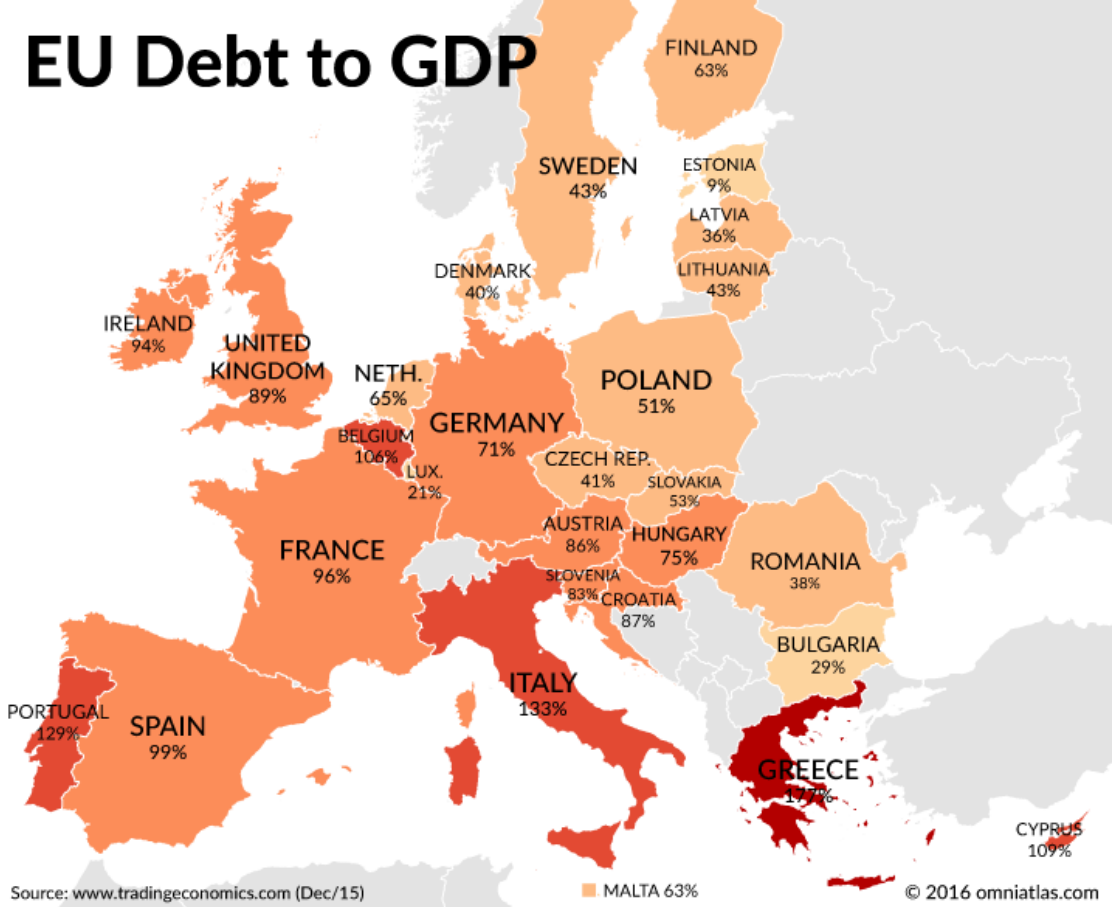 EU Debt to GDP
FINLAND
63%
SWEDEN
43%
ESTONIA
9%
LATVIA
36%
LITHUANIA
43%
DENMARK
40%
IRELAND
94%
UNITED
KINGDOM
89%
NETH.
65%
POLAND
51%
GERMANY
71%
BELGIUM
106%
LUX.
21%
CZECH REP.
41%
SLOVAKIA
53%
AUSTRIA
86%
HUNGARY
75%
FRANCE
96%
ROMANIA
38%
SLOVENIA
83%
CROATIA
87%
BULGARIA
29%
ITALY
133%
PORTUGAL
129%
SPAIN
99%
GREECE
177%
CYPRUS
109%
Source: www.tradingeconomics.com (Dec/15)
MALTA 63%
© 2016 omniatlas.com